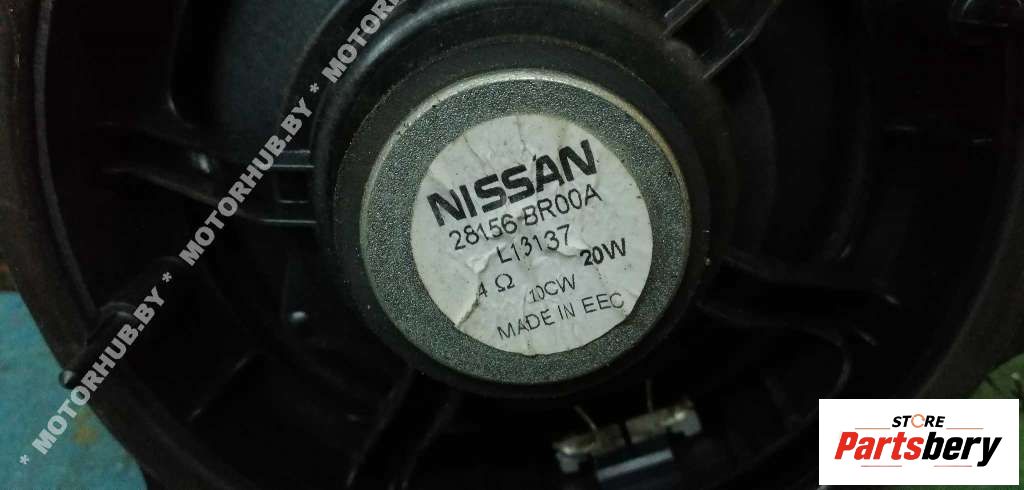 * MOTORHUB.BY * MOTORHUB.BY * MOTORHUB.BY
NISSAN
28156 BR00A
L13137
4 Ω 20W
10CW
MADE IN EEC
STORE
Partsbery